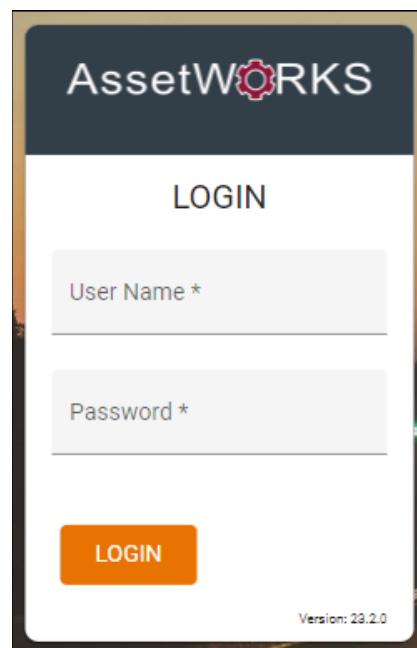 AssetWORKS
LOGIN
User Name *
Password *
LOGIN
Version: 23.2.0